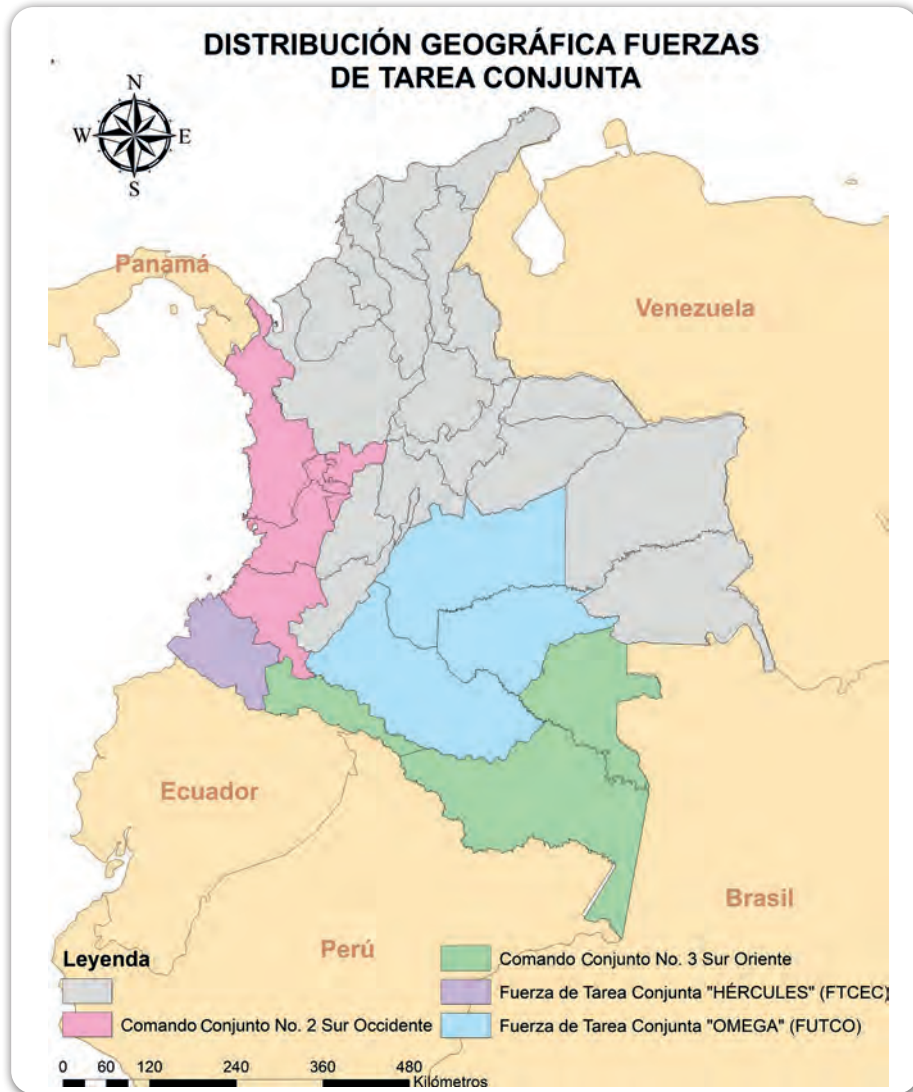 DISTRIBUCIÓN GEOGRÁFICA FUERZAS
DE TAREA CONJUNTA
N
W E
S
Panamá
Venezuela
Ecuador
Perú
Brasil
Leyenda
Comando Conjunto No. 2 Sur Occidente
Comando Conjunto No. 3 Sur Oriente
Fuerza de Tarea Conjunta "HÉRCULES" (FTCEC)
Fuerza de Tarea Conjunta "OMEGA" (FUTCO)
0 60 120 240 360 480
Kilómetros